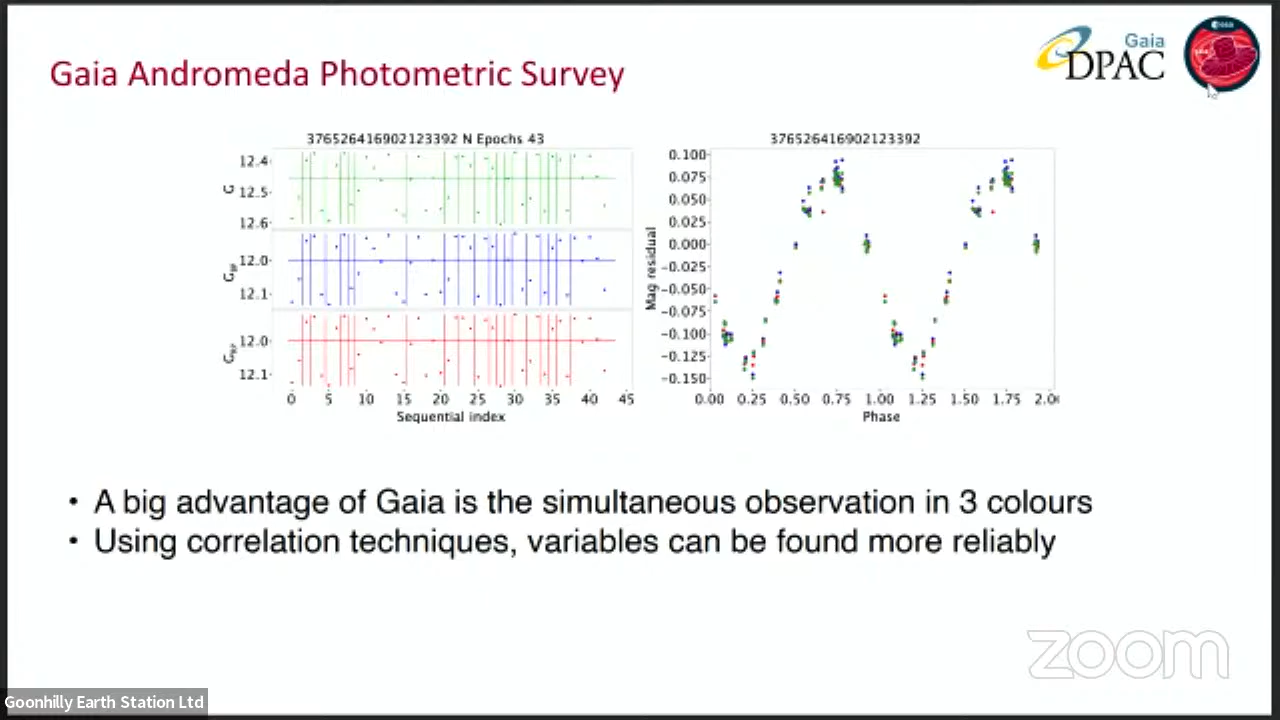 Gaia Andromeda Photometric Survey
Gaia
DPAC
esa
376526416902123392 N Epochs 43
12.4
12.5
12.6
G
12.0
12.1
G_BP
12.0
12.1
G_RP
0 5 10 15 20 25 30 35 40 45
Sequential index
376526416902123392
0.100
0.075
0.050
0.025
0.000
−0.025
−0.050
−0.075
−0.100
−0.125
−0.150
Mag residual
0.00 0.25 0.50 0.75 1.00 1.25 1.50 1.75 2.0
Phase
• A big advantage of Gaia is the simultaneous observation in 3 colours
• Using correlation techniques, variables can be found more reliably
zoom
Goonhilly Earth Station Ltd